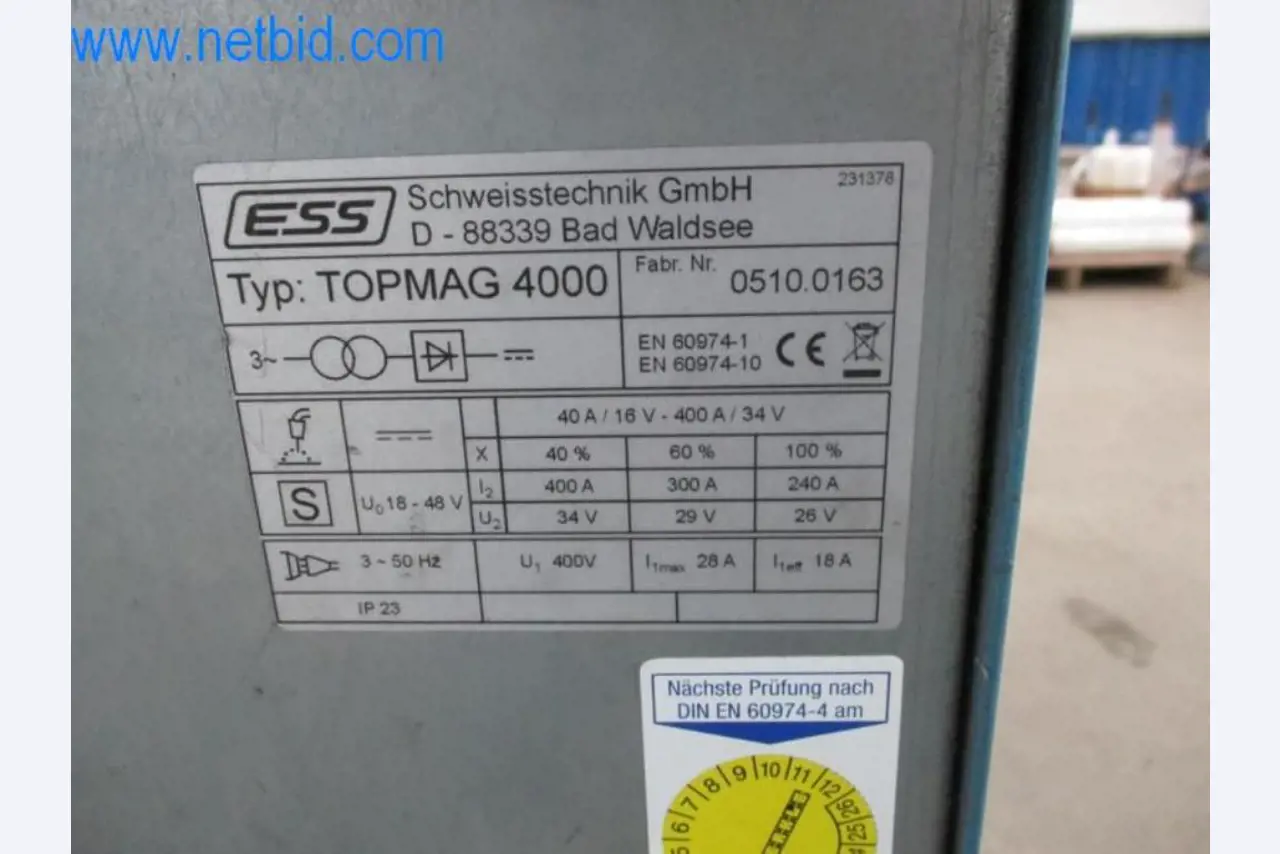 www.netbid.com
ESS Schweisstechnik GmbH 231378
D - 88339 Bad Waldsee
Typ: TOPMAG 4000 Fabr. Nr. 0510.0163
3~ EN 60974-1 CE
EN 60974-10
40 A / 16 V - 400 A / 34 V
X 40 % 60 % 100 %
S U0 18 - 48 V I2 400 A 300 A 240 A
U2 34 V 29 V 26 V
3 ~ 50 Hz U1 400V I1max 28 A I1eff 18 A
IP 23
Nächste Prüfung nach
DIN EN 60974-4 am
5 6 7 8 9 10 11 12 26 25